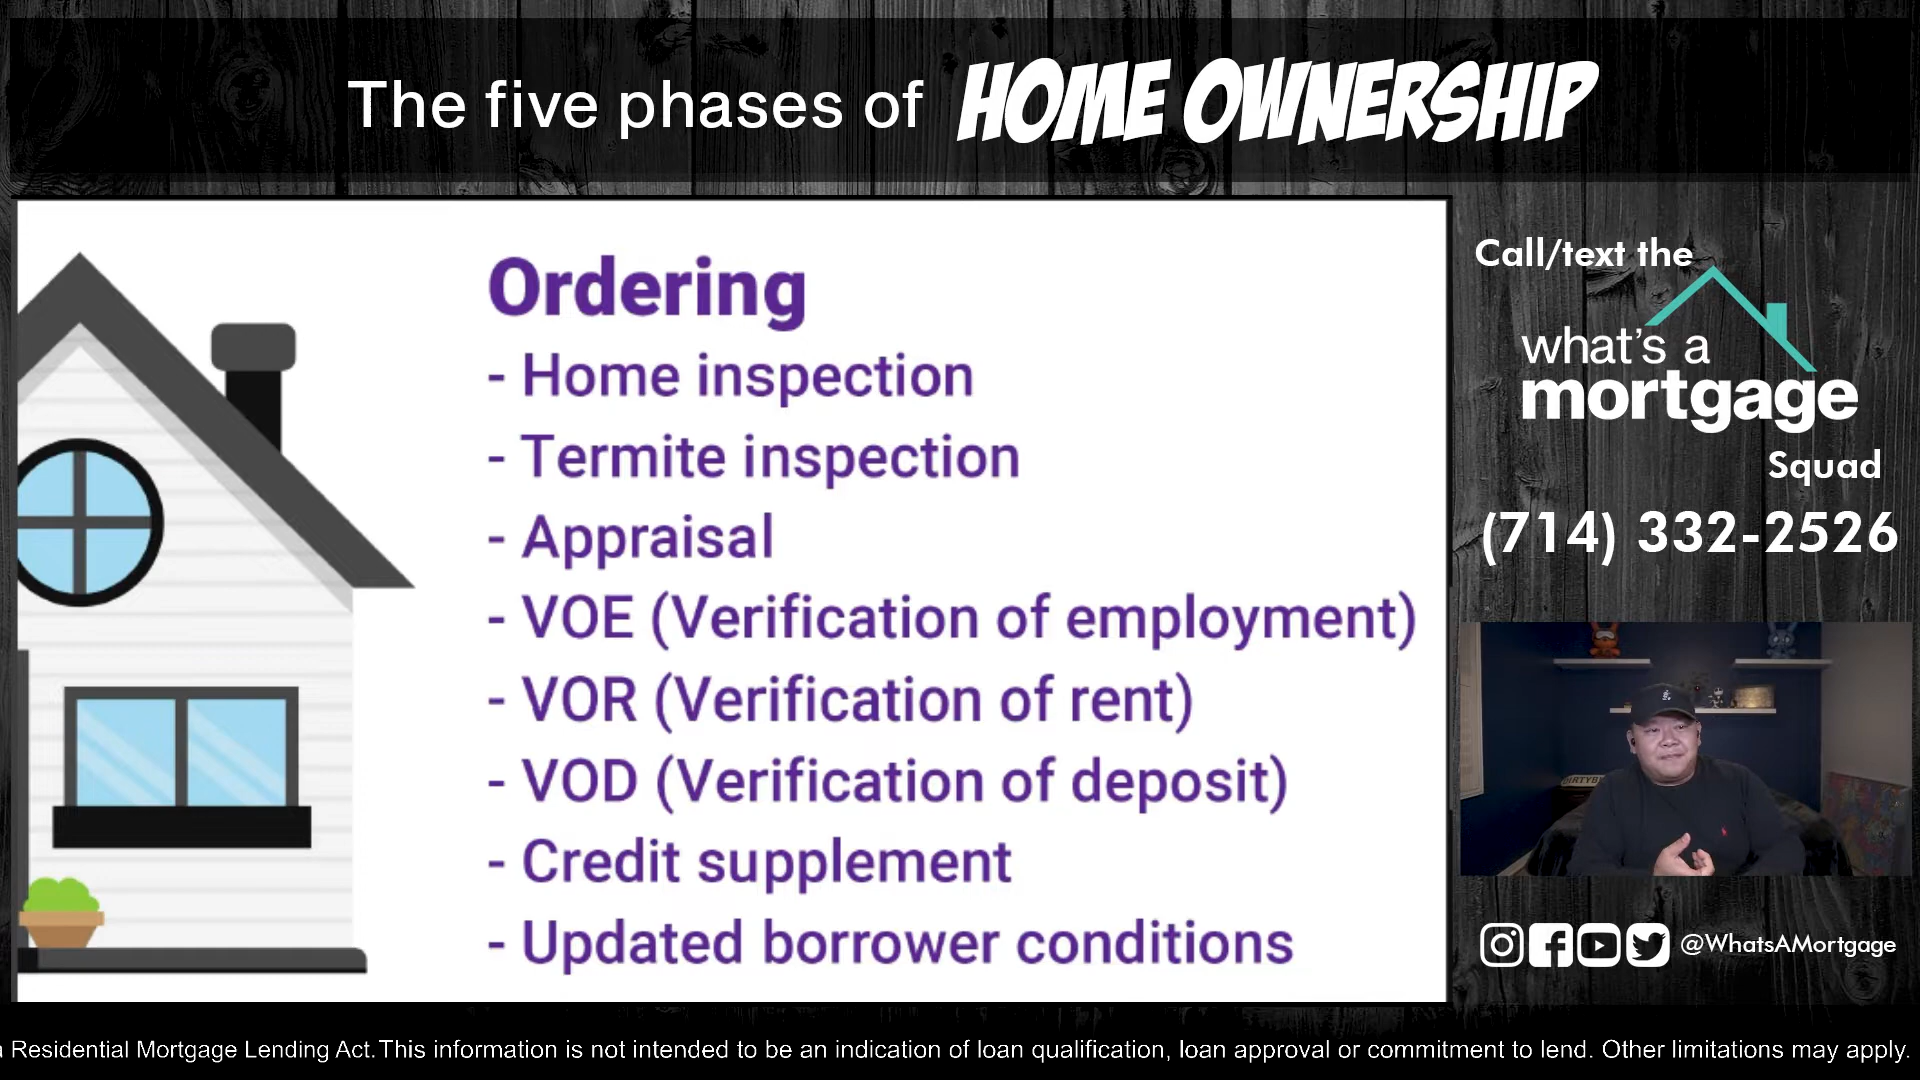 The five phases of HOME OWNERSHIP
Ordering
- Home inspection
- Termite inspection
- Appraisal
- VOE (Verification of employment)
- VOR (Verification of rent)
- VOD (Verification of deposit)
- Credit supplement
- Updated borrower conditions
Call/text the
what's a
mortgage
Squad
(714) 332-2526
@WhatsAMortgage
Residential Mortgage Lending Act. This information is not intended to be an indication of loan qualification, loan approval or commitment to lend. Other limitations may apply.